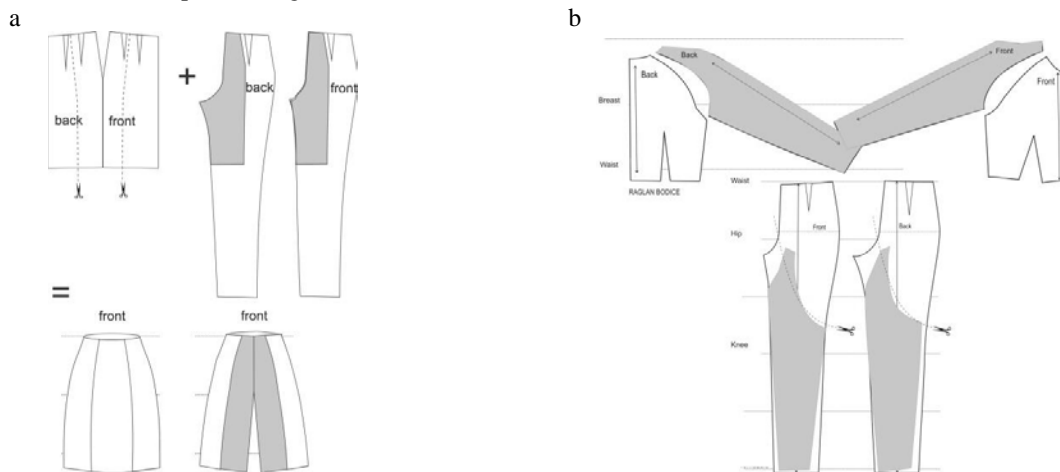 a
b
back
front
+
back
front
=
front
front
Back
Front
Back
Front
Breast
Waist
RAGLAN BODICE
Waist
Front
Back
Hip
Knee